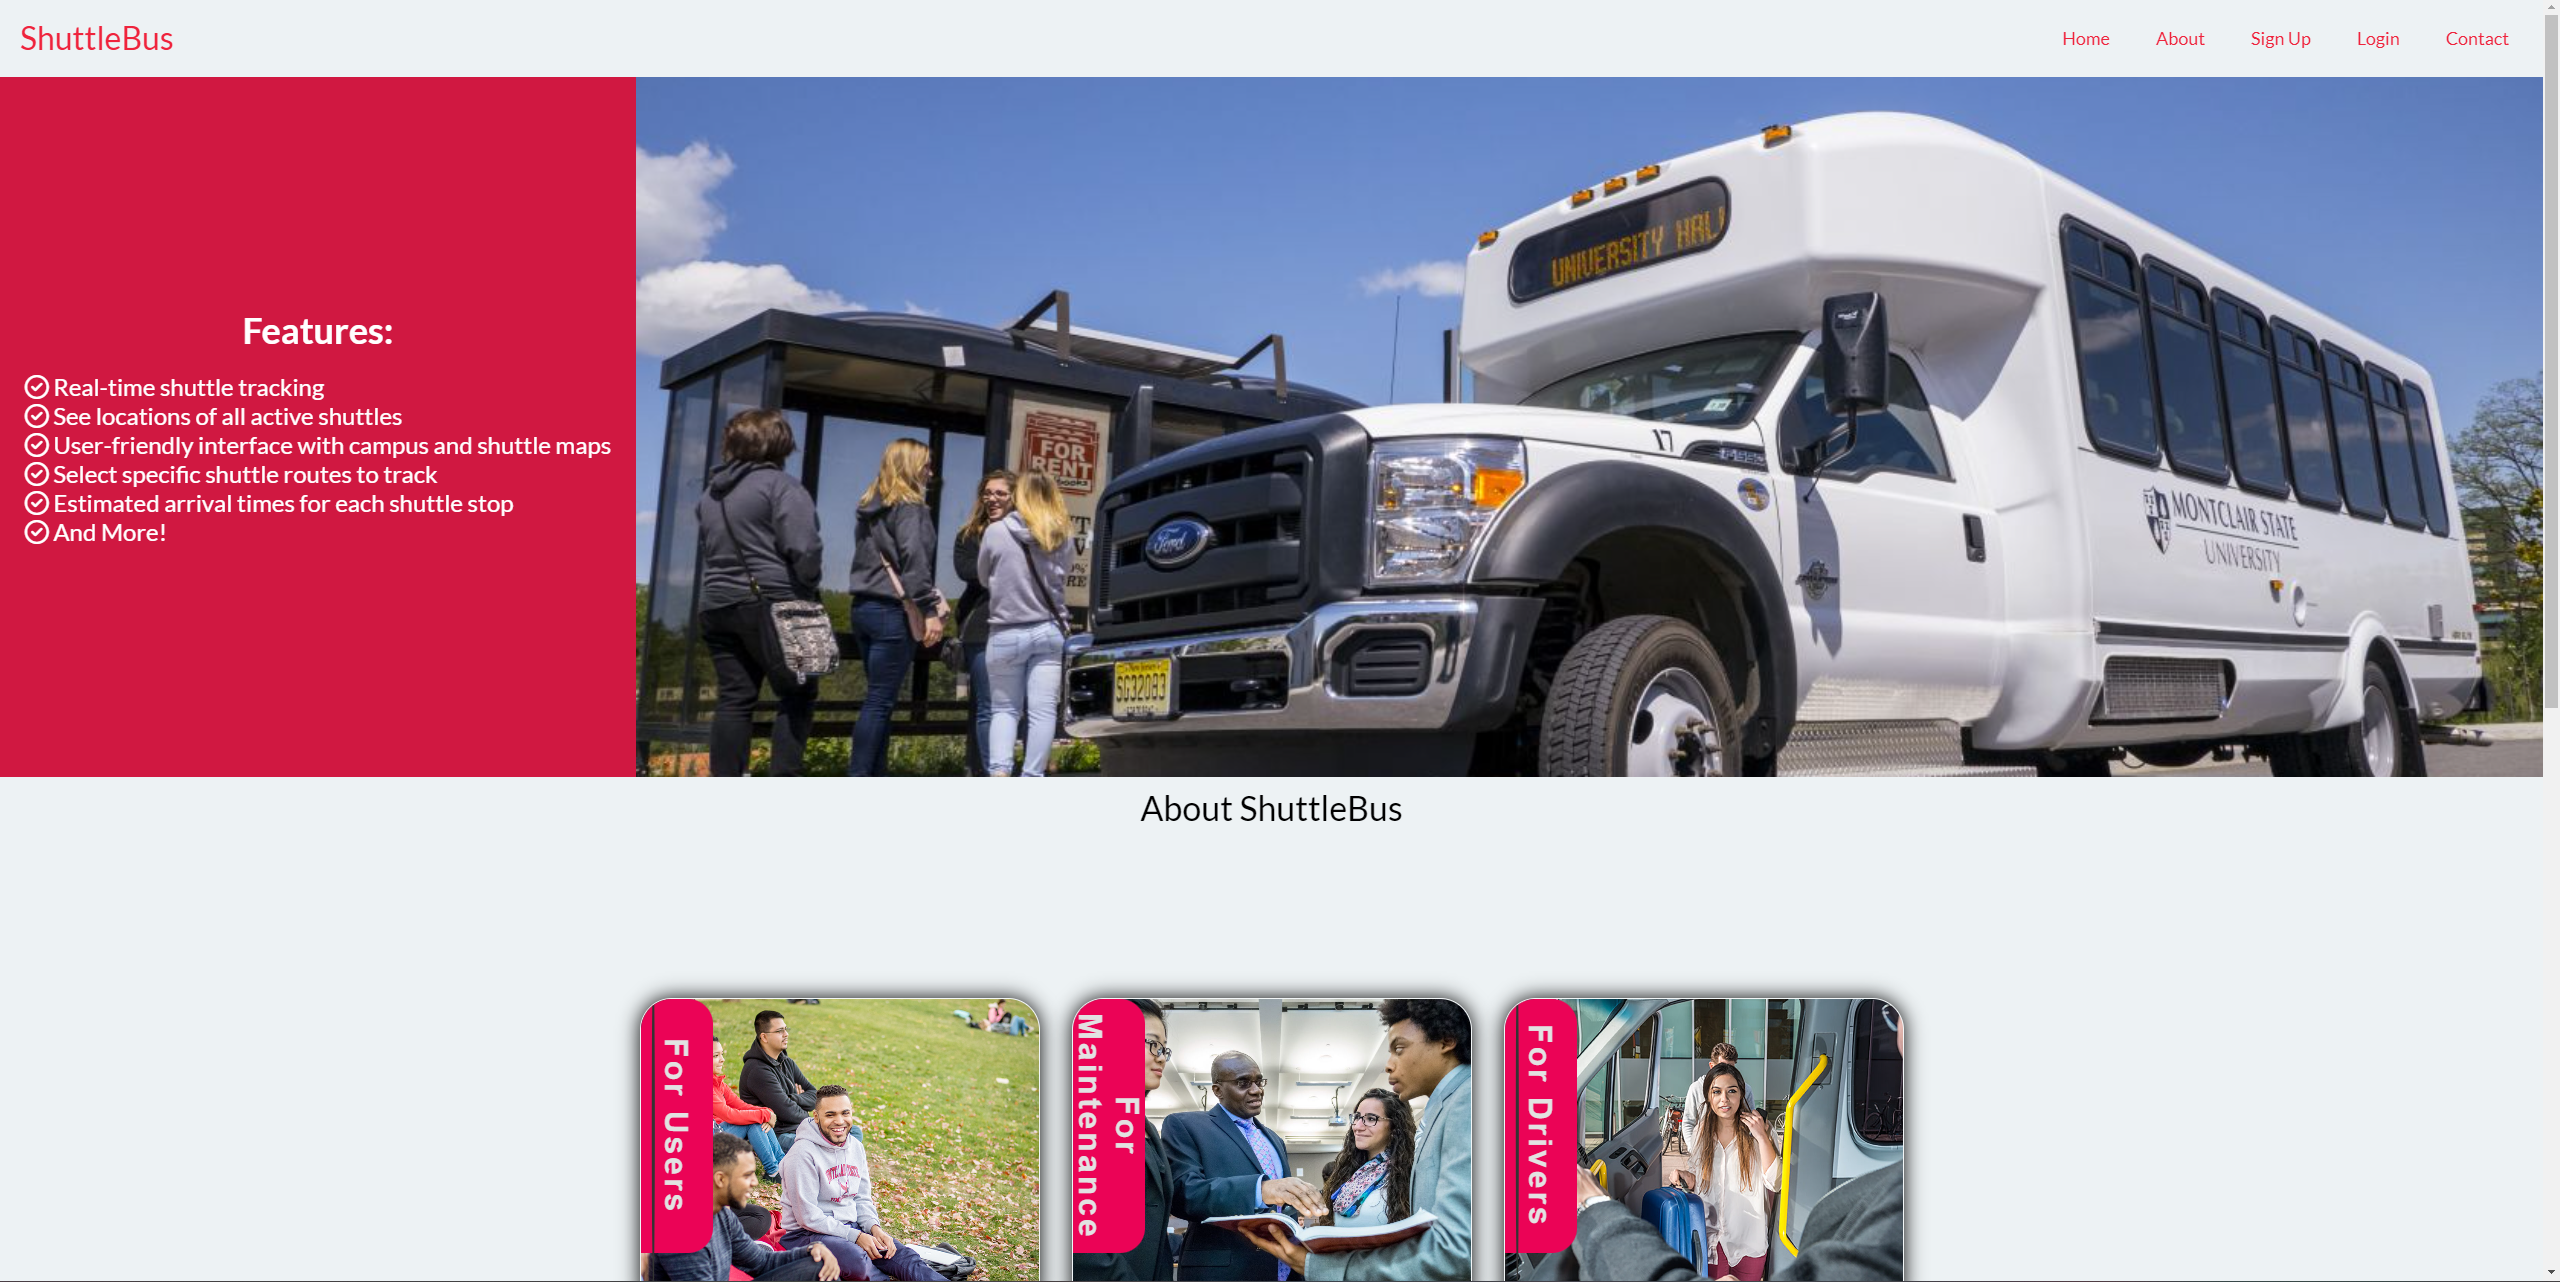 ShuttleBus
Home About Sign Up Login Contact
Features:
Real-time shuttle tracking
See locations of all active shuttles
User-friendly interface with campus and shuttle maps
Select specific shuttle routes to track
Estimated arrival times for each shuttle stop
And More!
UNIVERSITY HALL
FOR
RENT
17
Ford
MONTCLAIR STATE
UNIVERSITY
SG32083
About ShuttleBus
For Users
For
Maintenance
For Drivers